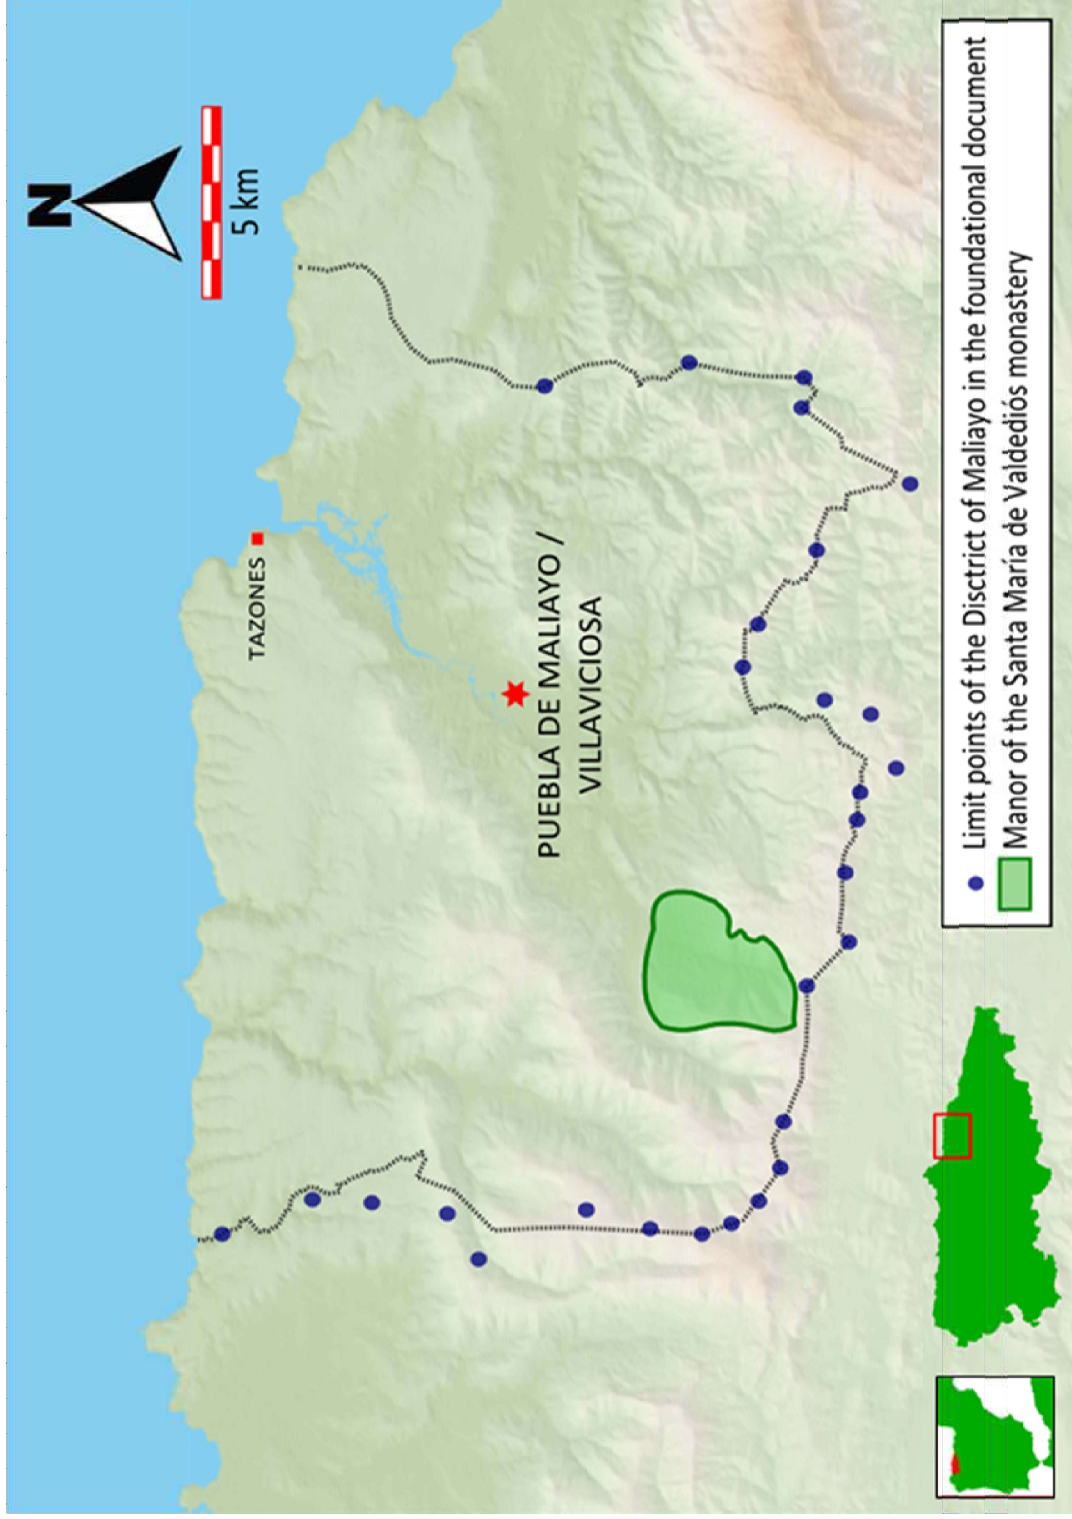 N
5 km
TAZONES
PUEBLA DE MALIAYO /
VILLAVICIOSA
Limit points of the District of Maliayo in the foundational document
Manor of the Santa María de Valdediós monastery